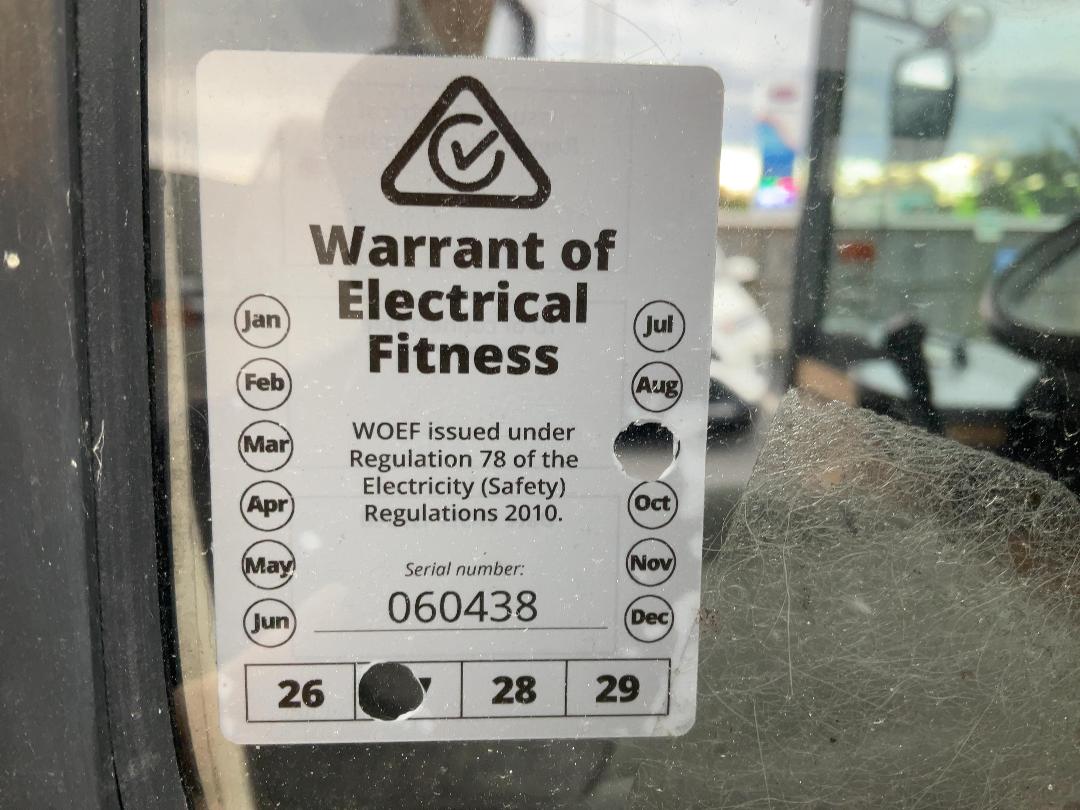 Warrant of
Electrical
Fitness
Jan
Feb
Mar
Apr
May
Jun
Jul
Aug
Oct
Nov
Dec
WOEF issued under
Regulation 78 of the
Electricity (Safety)
Regulations 2010.
Serial number:
060438
26 28 29